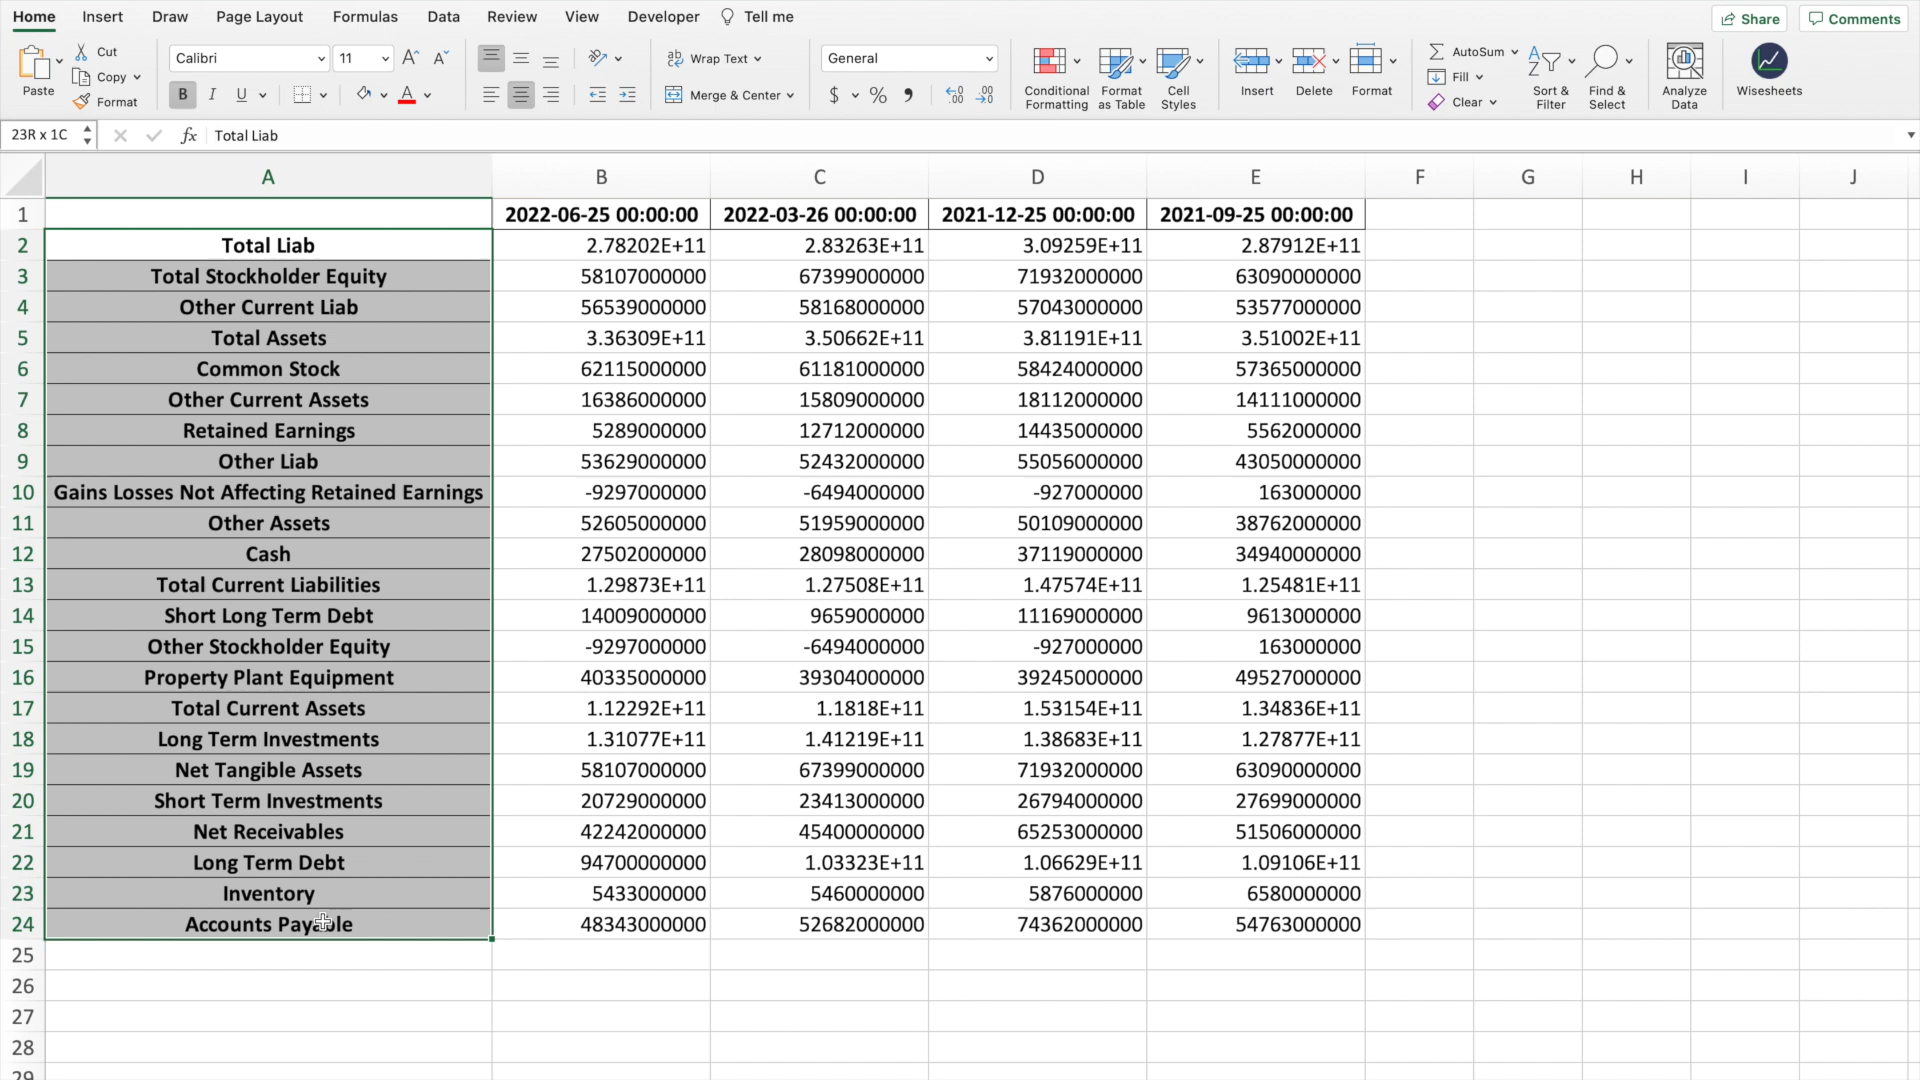 Home Insert Draw Page Layout Formulas Data Review View Developer Tell me Share Comments
Paste Cut Copy Format
Calibri 11 A^ A˅
B I U A
ab c Wrap Text
Merge & Center
General
$ % 9 .00 .0
Conditional Formatting
Format as Table
Cell Styles
Insert Delete Format
AutoSum Fill Clear
Sort & Filter
Find & Select
Analyze Data
Wisesheets
23R x 1C fx Total Liab
A B C D E F G H I J
1 2022-06-25 00:00:00 2022-03-26 00:00:00 2021-12-25 00:00:00 2021-09-25 00:00:00
2 Total Liab 2.78202E+11 2.83263E+11 3.09259E+11 2.87912E+11
3 Total Stockholder Equity 58107000000 67399000000 71932000000 63090000000
4 Other Current Liab 56539000000 58168000000 57043000000 53577000000
5 Total Assets 3.36309E+11 3.50662E+11 3.81191E+11 3.51002E+11
6 Common Stock 62115000000 61181000000 58424000000 57365000000
7 Other Current Assets 16386000000 15809000000 18112000000 14111000000
8 Retained Earnings 5289000000 12712000000 14435000000 5562000000
9 Other Liab 53629000000 52432000000 55056000000 43050000000
10 Gains Losses Not Affecting Retained Earnings -9297000000 -6494000000 -927000000 163000000
11 Other Assets 52605000000 51959000000 50109000000 38762000000
12 Cash 27502000000 28098000000 37119000000 34940000000
13 Total Current Liabilities 1.29873E+11 1.27508E+11 1.47574E+11 1.25481E+11
14 Short Long Term Debt 14009000000 9659000000 11169000000 9613000000
15 Other Stockholder Equity -9297000000 -6494000000 -927000000 163000000
16 Property Plant Equipment 40335000000 39304000000 39245000000 49527000000
17 Total Current Assets 1.12292E+11 1.1818E+11 1.53154E+11 1.34836E+11
18 Long Term Investments 1.31077E+11 1.41219E+11 1.38683E+11 1.27877E+11
19 Net Tangible Assets 58107000000 67399000000 71932000000 63090000000
20 Short Term Investments 20729000000 23413000000 26794000000 27699000000
21 Net Receivables 42242000000 45400000000 65253000000 51506000000
22 Long Term Debt 94700000000 1.03323E+11 1.06629E+11 1.09106E+11
23 Inventory 5433000000 5460000000 5876000000 6580000000
24 Accounts Payable 48343000000 52682000000 74362000000 54763000000
25
26
27
28
29